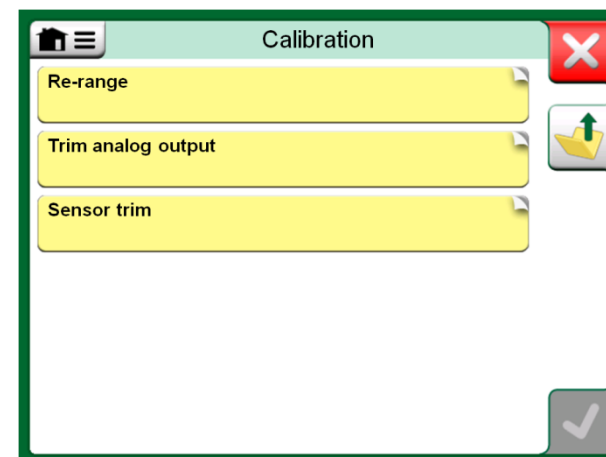 Calibration
Re-range
Trim analog output
Sensor trim